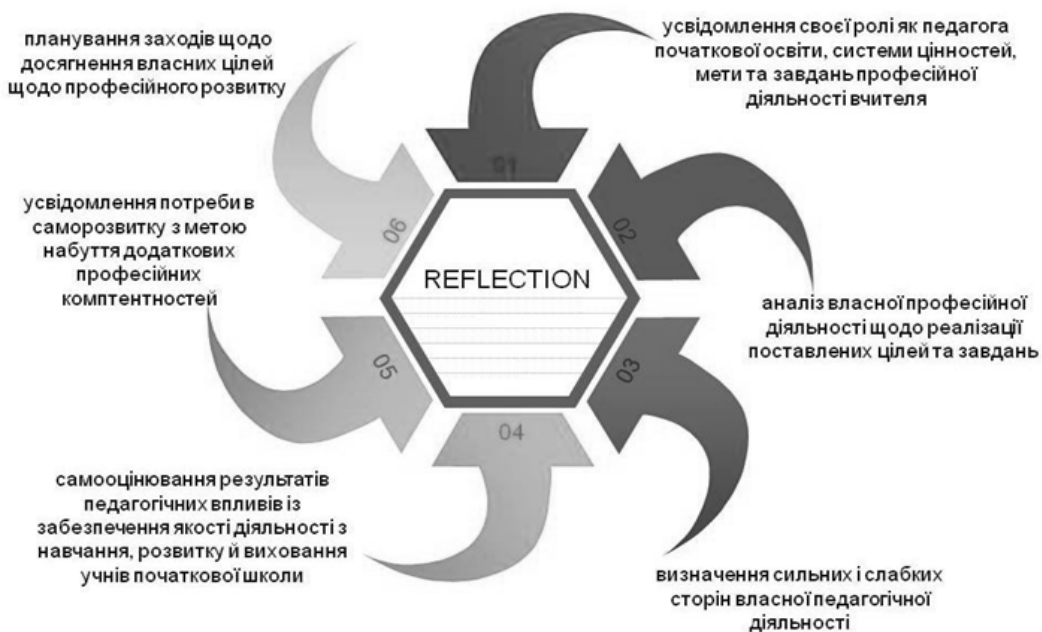 усвідомлення своєї ролі як педагога
початкової освіти, системи цінностей,
мети та завдань професійної
діяльності вчителя
01
02
аналіз власної професійної
діяльності щодо реалізації
поставлених цілей та завдань
03
визначення сильних і слабких
сторін власної педагогічної
діяльності
04
самооцінювання результатів
педагогічних впливів із
забезпечення якості діяльності з
навчання, розвитку й виховання
учнів початкової школи
05
усвідомлення потреби в
саморозвитку з метою
набуття додаткових
професійних
комптентностей
06
планування заходів щодо
досягнення власних цілей
щодо професійного розвитку
REFLECTION